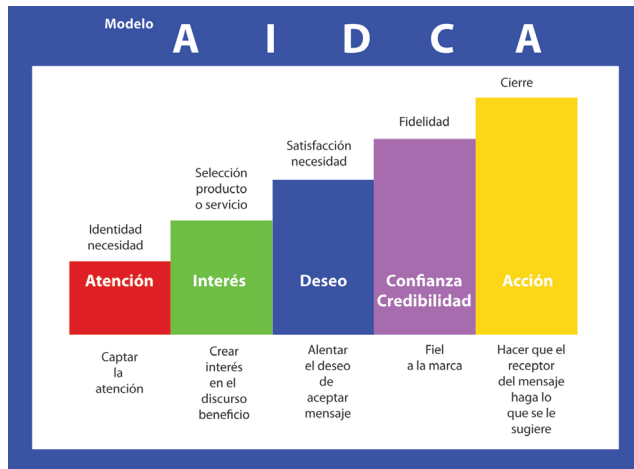 Modelo
A I D C A
Identidad
necesidad
Selección
producto
o servicio
Satisfacción
necesidad
Fidelidad
Cierre
Atención
Interés
Deseo
Confianza
Credibilidad
Acción
Captar
la
atención
Crear
interés
en el
discurso
beneficio
Alentar
el deseo
de
aceptar
mensaje
Fiel
a la marca
Hacer que el
receptor
del mensaje
haga lo
que se le
sugiere